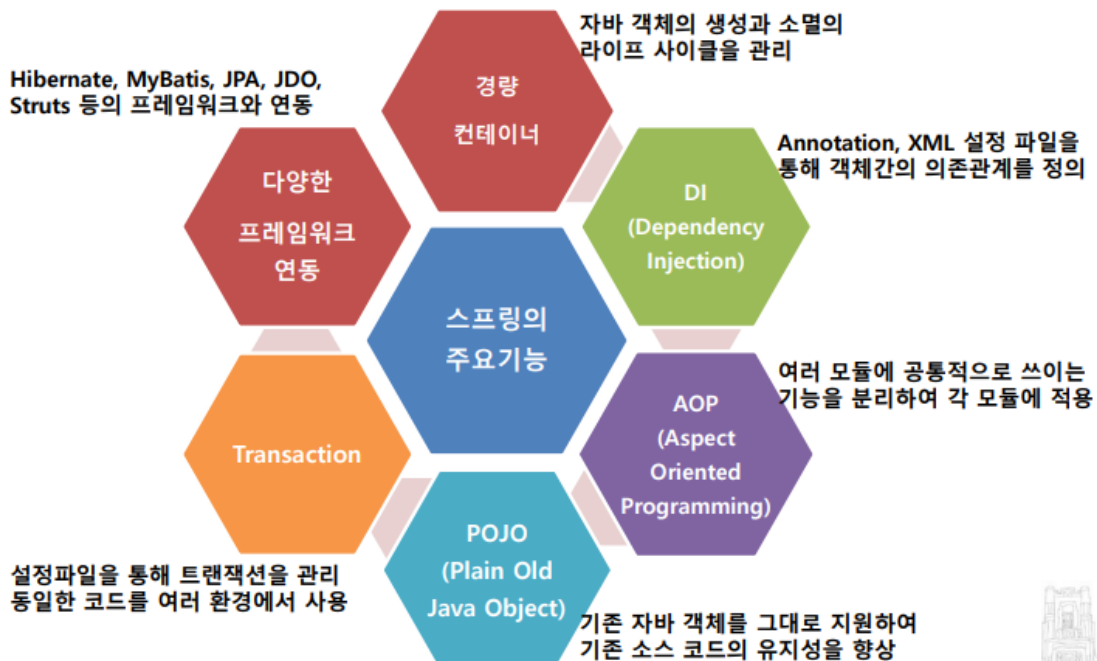 자바 객체의 생성과 소멸의
라이프 사이클을 관리
경량
컨테이너
Hibernate, MyBatis, JPA, JDO,
Struts 등의 프레임워크와 연동
다양한
프레임워크
연동
Annotation, XML 설정 파일을
통해 객체간의 의존관계를 정의
DI
(Dependency
Injection)
스프링의
주요기능
여러 모듈에 공통적으로 쓰이는
기능을 분리하여 각 모듈에 적용
AOP
(Aspect
Oriented
Programming)
Transaction
설정파일을 통해 트랜잭션을 관리
동일한 코드를 여러 환경에서 사용
POJO
(Plain Old
Java Object)
기존 자바 객체를 그대로 지원하여
기존 소스 코드의 유지성을 향상